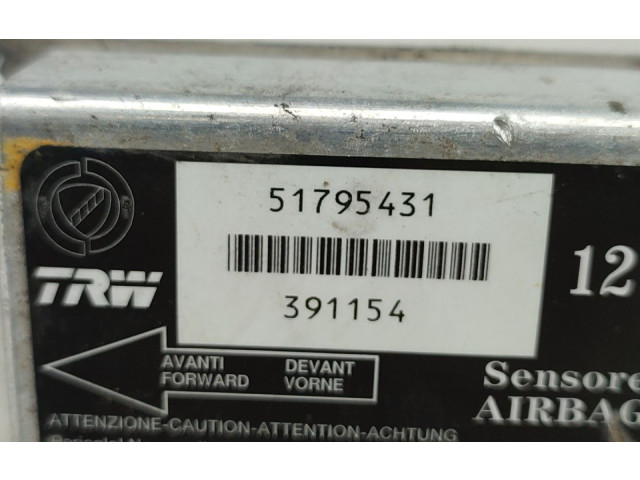 51795431
391154
12
TRW
AVANTI DEVANT
FORWARD VORNE
Sensore
AIRBAG
ATTENZIONE-CAUTION-ATTENTION-ACHTUNG